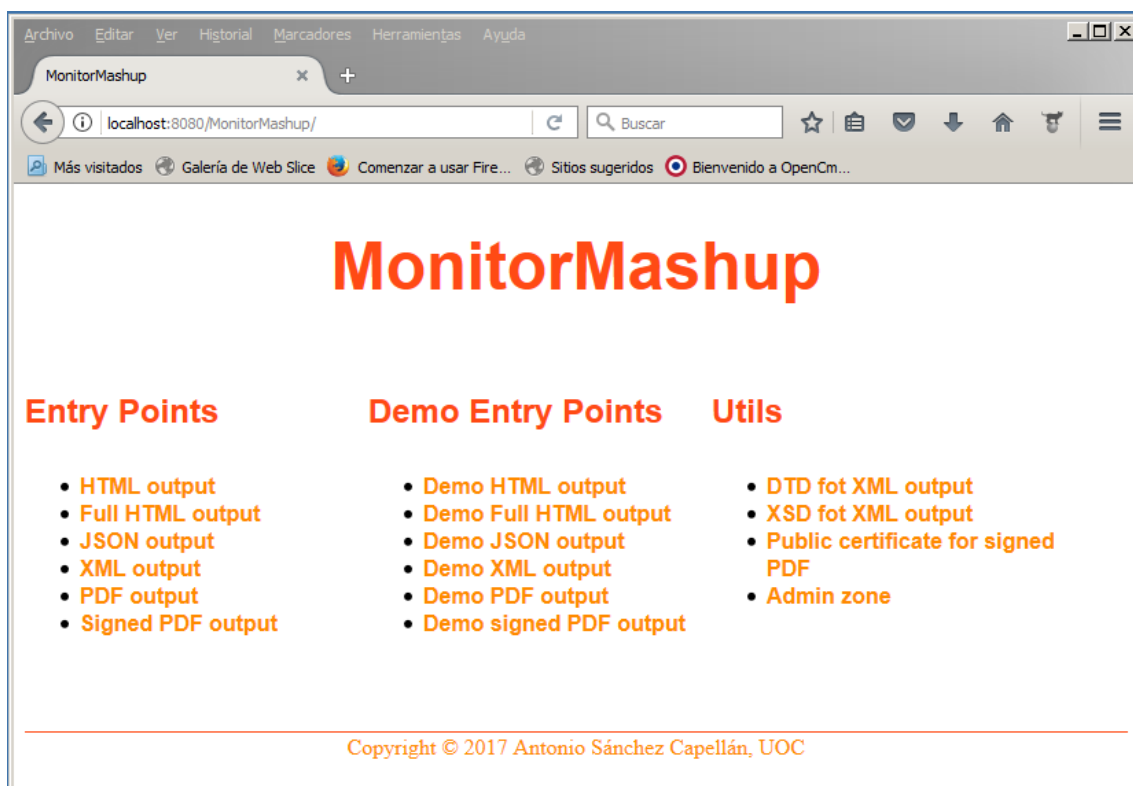 Archivo Editar Ver Historial Marcadores Herramientas Ayuda
MonitorMashup
localhost:8080/MonitorMashup/
Buscar
Más visitados Galería de Web Slice Comenzar a usar Fire... Sitios sugeridos Bienvenido a OpenCm...
MonitorMashup
Entry Points
HTML output
Full HTML output
JSON output
XML output
PDF output
Signed PDF output
Demo Entry Points
Demo HTML output
Demo Full HTML output
Demo JSON output
Demo XML output
Demo PDF output
Demo signed PDF output
Utils
DTD fot XML output
XSD fot XML output
Public certificate for signed
PDF
Admin zone
Copyright © 2017 Antonio Sánchez Capellán, UOC